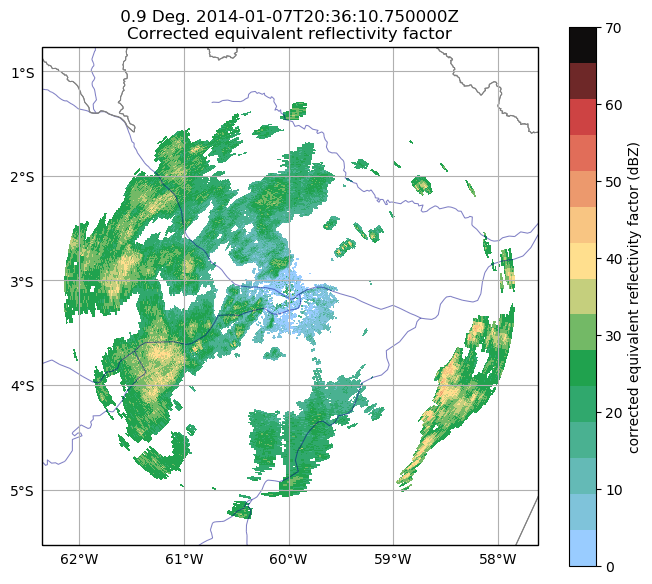 0.9 Deg. 2014-01-07T20:36:10.750000Z
Corrected equivalent reflectivity factor
1°S
2°S
3°S
4°S
5°S
62°W 61°W 60°W 59°W 58°W
70
60
50
40
30
20
10
0
corrected equivalent reflectivity factor (dBZ)